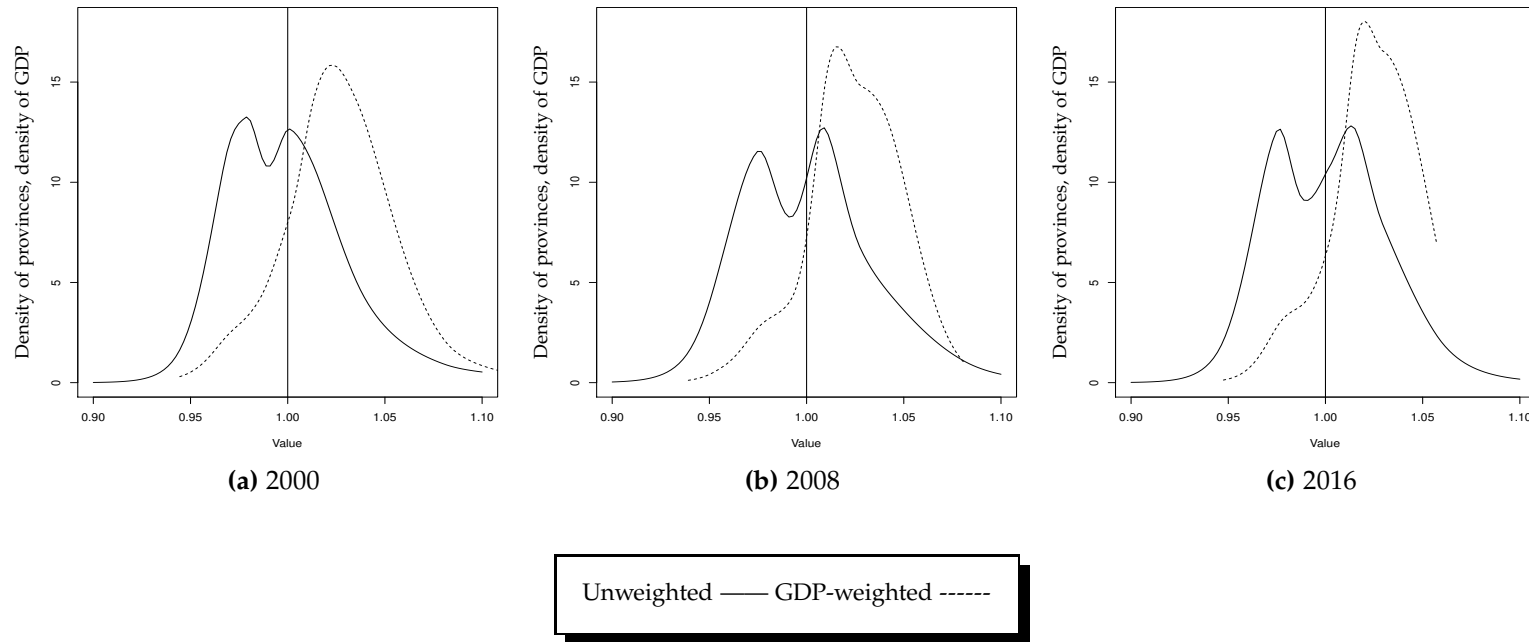 Density of provinces, density of GDP
15
10
5
0
0.90 0.95 1.00 1.05 1.10
Value
(a) 2000
Density of provinces, density of GDP
15
10
5
0
0.90 0.95 1.00 1.05 1.10
Value
(b) 2008
Density of provinces, density of GDP
15
10
5
0
0.90 0.95 1.00 1.05 1.10
Value
(c) 2016
Unweighted —— GDP-weighted ------